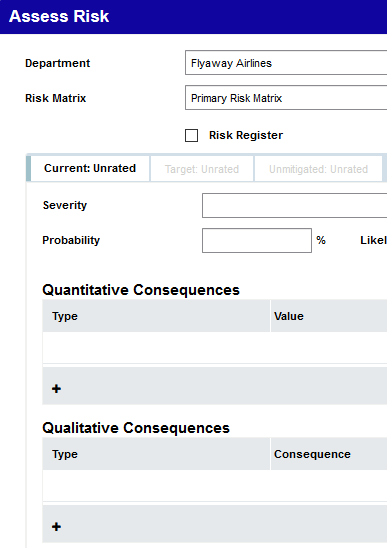 Assess Risk
Department Flyaway Airlines
Risk Matrix Primary Risk Matrix
Risk Register
Current: Unrated Target: Unrated Unmitigated: Unrated
Severity
Probability % Likel
Quantitative Consequences
Type Value
+
Qualitative Consequences
Type Consequence
+